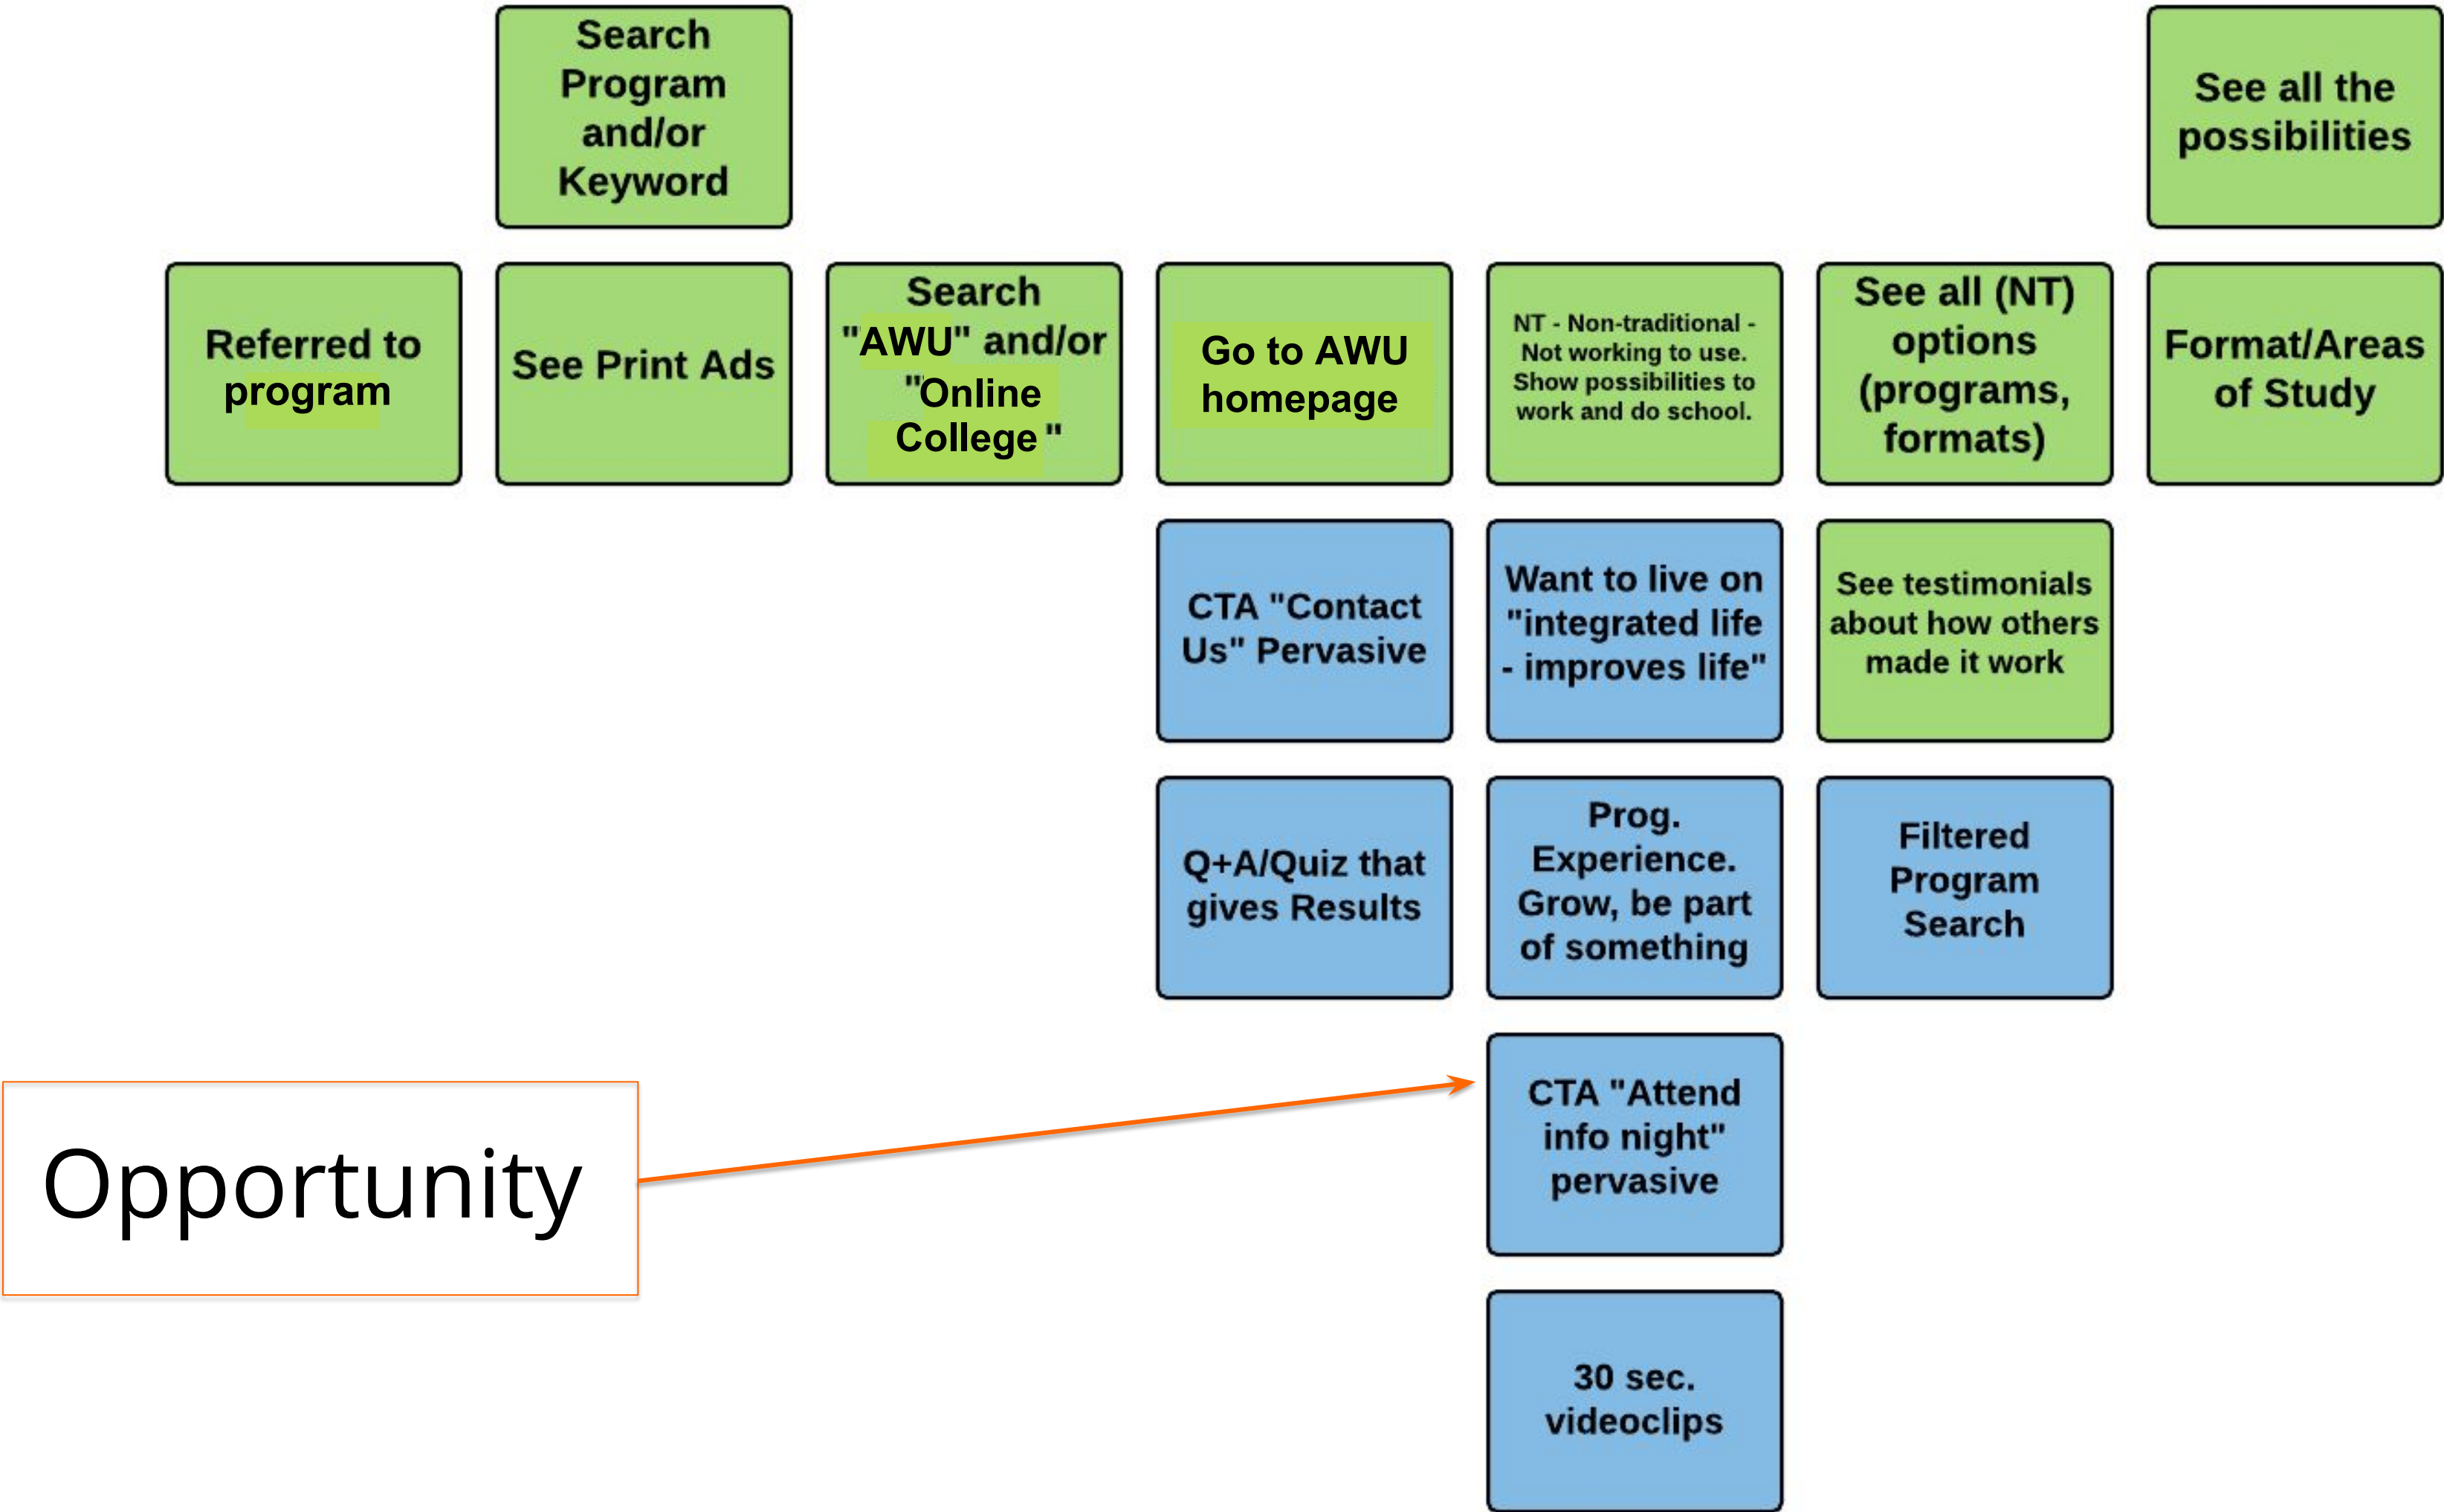 Search
Program
and/or
Keyword
See all the
possibilities
Referred to
program
See Print Ads
Search
"AWU" and/or
"Online
College "
Go to AWU
homepage
NT - Non-traditional -
Not working to use.
Show possibilities to
work and do school.
See all (NT)
options
(programs,
formats)
Format/Areas
of Study
CTA "Contact
Us" Pervasive
Want to live on
"integrated life
- improves life"
See testimonials
about how others
made it work
Q+A/Quiz that
gives Results
Prog.
Experience.
Grow, be part
of something
Filtered
Program
Search
Opportunity
CTA "Attend
info night"
pervasive
30 sec.
videoclips